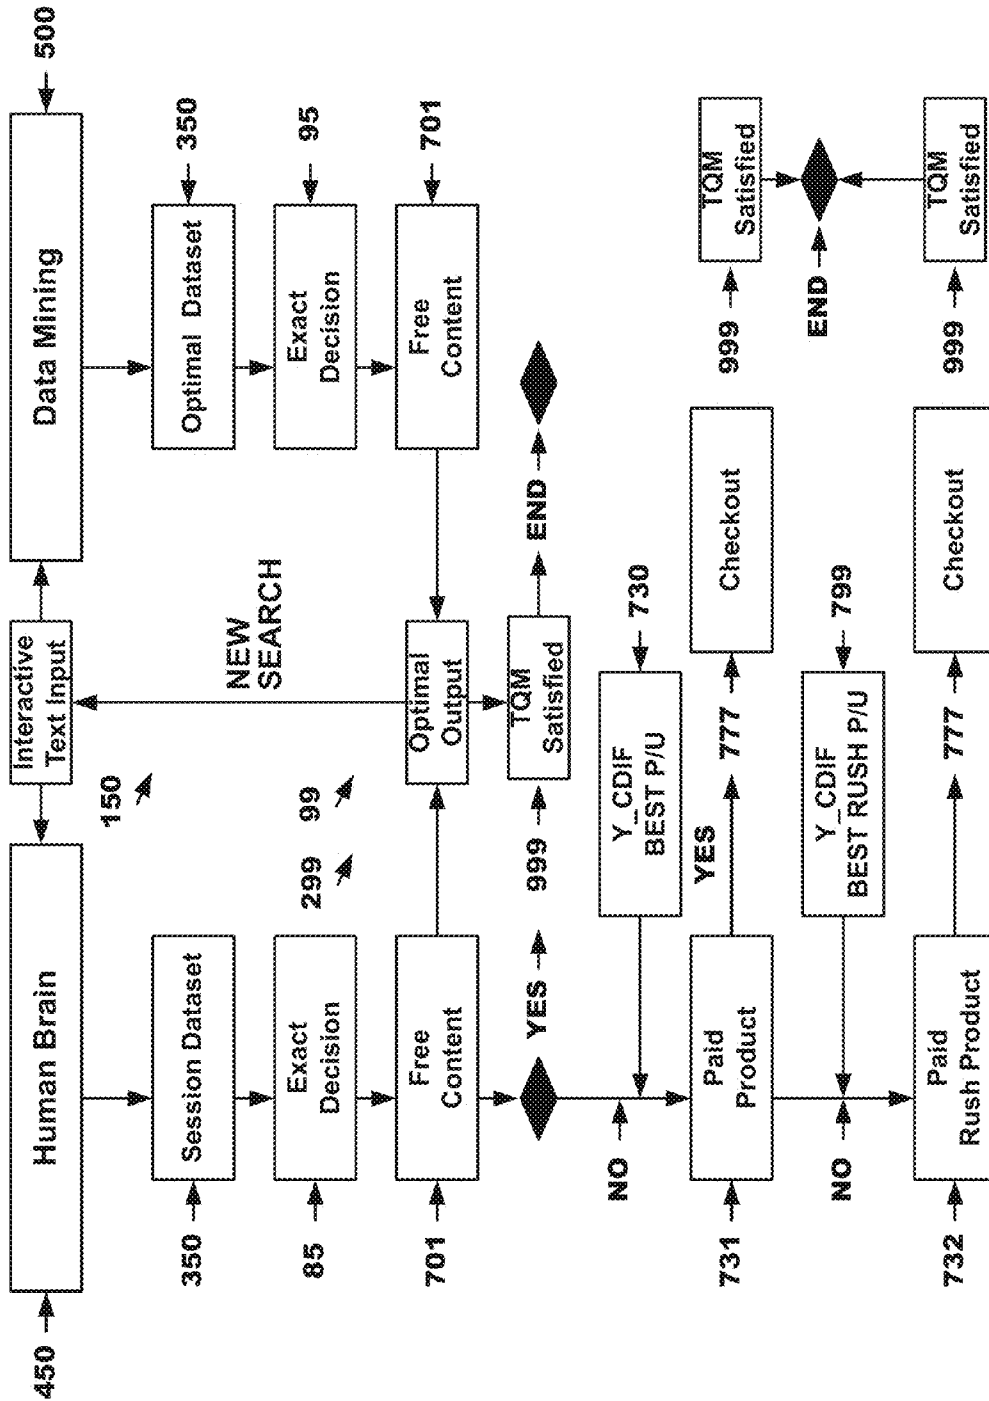 450
Human Brain
Interactive
Text Input
Data Mining
500
150
350
Session Dataset
NEW
SEARCH
Optimal Dataset
350
85
Exact
Decision
299
99
Exact
Decision
95
701
Free
Content
Optimal
Output
Free
Content
701
YES
999
TQM
Satisfied
END
NO
Y_CDIF
BEST P/U
730
731
Paid
Product
YES
777
Checkout
999
TQM
Satisfied
NO
Y_CDIF
BEST RUSH P/U
799
END
732
Paid
Rush Product
777
Checkout
999
TQM
Satisfied